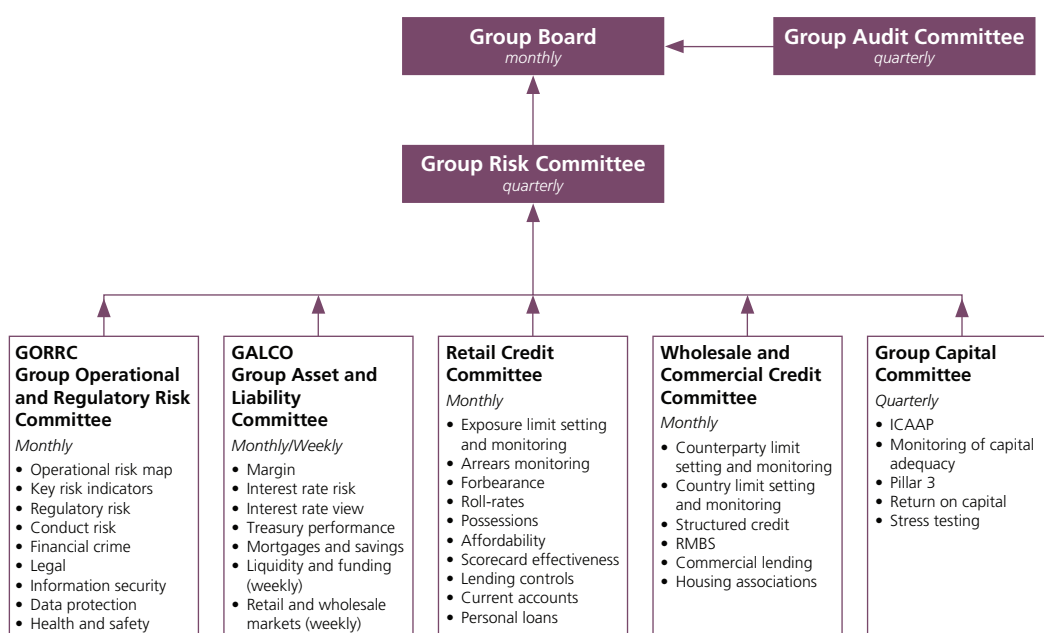 Group Board
monthly
Group Audit Committee
quarterly
Group Risk Committee
quarterly
GORRC
Group Operational
and Regulatory Risk
Committee
Monthly
• Operational risk map
• Key risk indicators
• Regulatory risk
• Conduct risk
• Financial crime
• Legal
• Information security
• Data protection
• Health and safety
GALCO
Group Asset and
Liability
Committee
Monthly/Weekly
• Margin
• Interest rate risk
• Interest rate view
• Treasury performance
• Mortgages and savings
• Liquidity and funding
(weekly)
• Retail and wholesale
markets (weekly)
Retail Credit
Committee
Monthly
• Exposure limit setting
and monitoring
• Arrears monitoring
• Forbearance
• Roll-rates
• Possessions
• Affordability
• Scorecard effectiveness
• Lending controls
• Current accounts
• Personal loans
Wholesale and
Commercial Credit
Committee
Monthly
• Counterparty limit
setting and monitoring
• Country limit setting
and monitoring
• Structured credit
• RMBS
• Commercial lending
• Housing associations
Group Capital
Committee
Quarterly
• ICAAP
• Monitoring of capital
adequacy
• Pillar 3
• Return on capital
• Stress testing